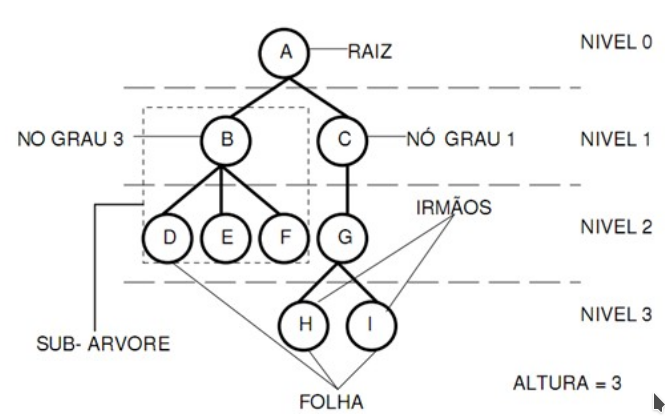 A RAIZ NIVEL 0
NO GRAU 3 B C NÓ GRAU 1 NIVEL 1
IRMÃOS
D E F G NIVEL 2
H I NIVEL 3
SUB- ARVORE
FOLHA ALTURA = 3